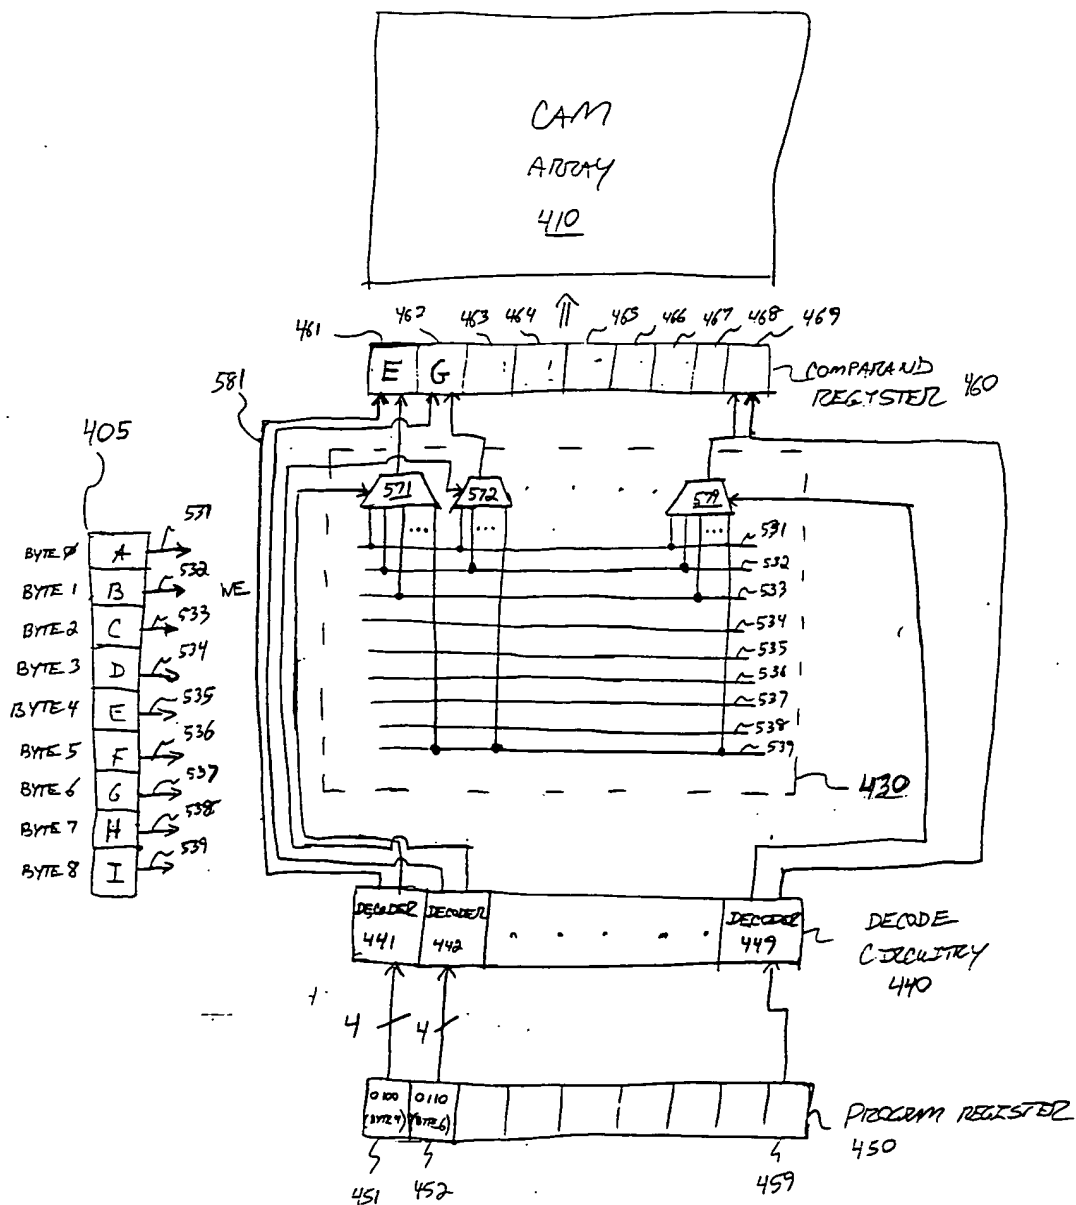 CAM
ARRAY
410
461 462 463 464 465 466 467 468 469
E G
COMPARAND
REGISTER 460
581
405
571 572 579
... ... ...
BYTE 0 A 531
BYTE 1 B 532
BYTE 2 C 533
BYTE 3 D 534
BYTE 4 E 535
BYTE 5 F 536
BYTE 6 G 537
BYTE 7 H 538
BYTE 8 I 539
WE
531
532
533
534
535
536
537
538
539
430
DECODER
441
DECODER
442
DECODER
449
DECODE
CIRCUITRY
440
4 4
0100
(BYTE 4)
0110
(BYTE 6)
PROGRAM REGISTER
450
451 452 459